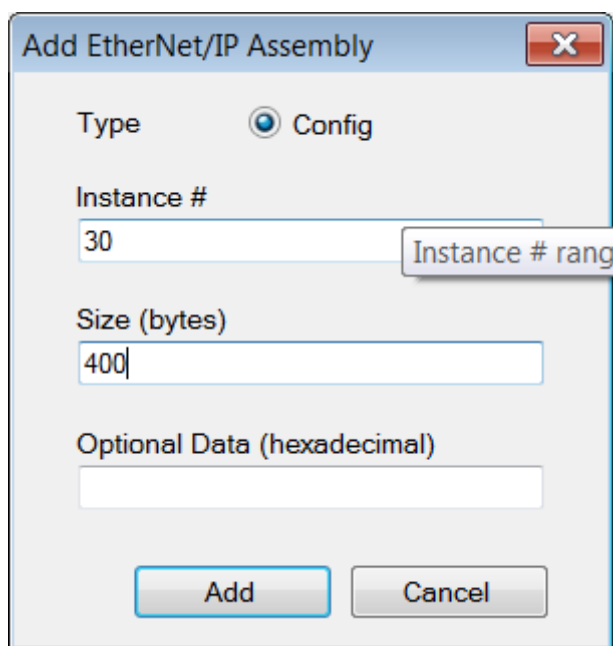 Add EtherNet/IP Assembly
Type Config
Instance #
30
Instance # rang
Size (bytes)
400
Optional Data (hexadecimal)
Add Cancel